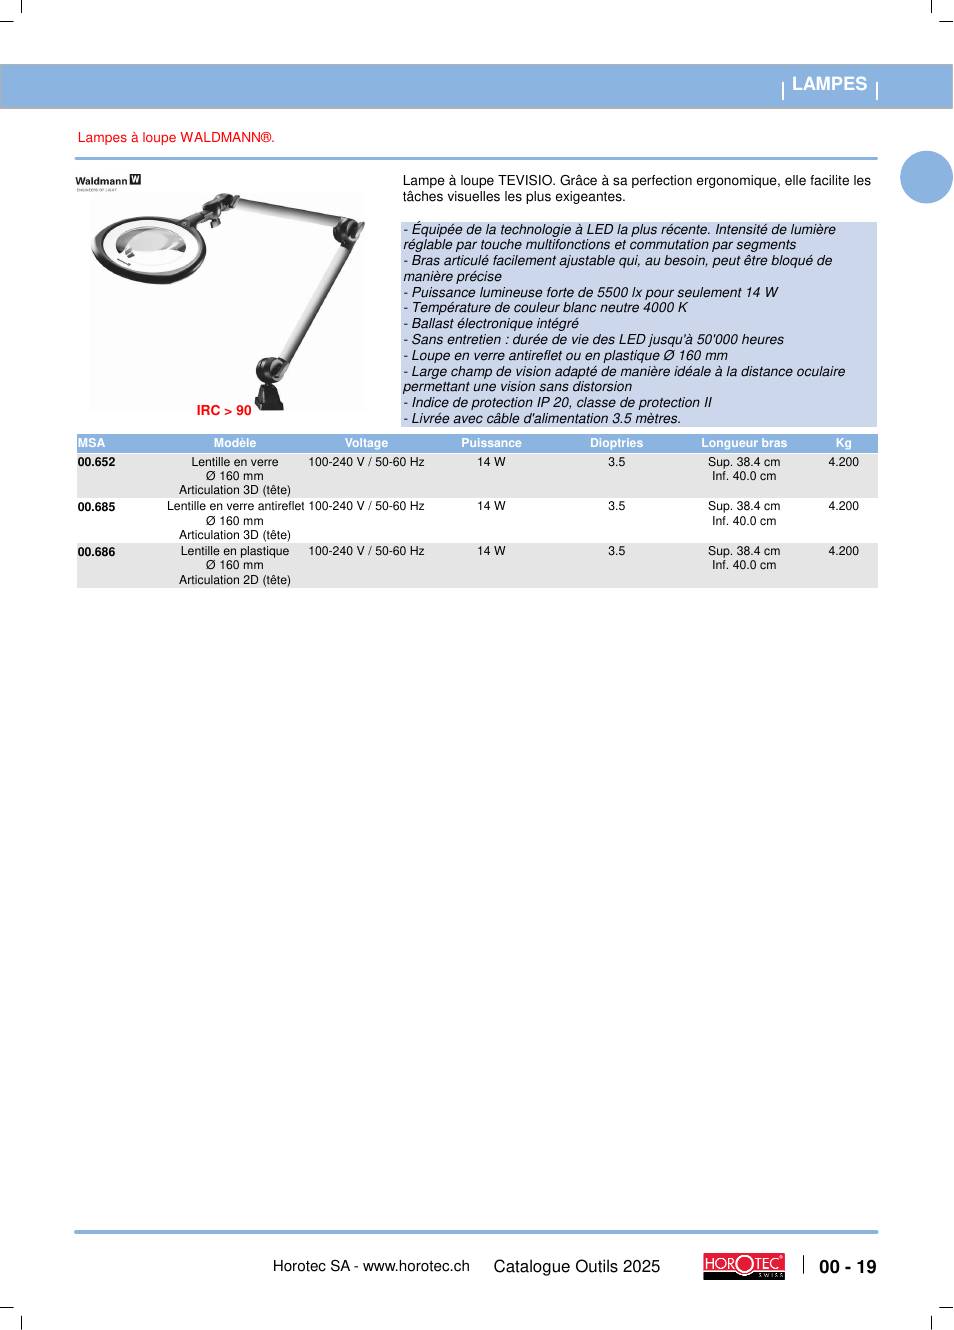 LAMPES
Lampes à loupe WALDMANN®.
Waldmann W
ENGINEERS OF LIGHT
Lampe à loupe TEVISIO. Grâce à sa perfection ergonomique, elle facilite les
tâches visuelles les plus exigeantes.
- Équipée de la technologie à LED la plus récente. Intensité de lumière
réglable par touche multifonctions et commutation par segments
- Bras articulé facilement ajustable qui, au besoin, peut être bloqué de
manière précise
- Puissance lumineuse forte de 5500 lx pour seulement 14 W
- Température de couleur blanc neutre 4000 K
- Ballast électronique intégré
- Sans entretien : durée de vie des LED jusqu'à 50'000 heures
- Loupe en verre antireflet ou en plastique Ø 160 mm
- Large champ de vision adapté de manière idéale à la distance oculaire
permettant une vision sans distorsion
- Indice de protection IP 20, classe de protection II
- Livrée avec câble d'alimentation 3.5 mètres.
IRC > 90
MSA Modèle Voltage Puissance Dioptries Longueur bras Kg
00.652 Lentille en verre 100-240 V / 50-60 Hz 14 W 3.5 Sup. 38.4 cm 4.200
Ø 160 mm Inf. 40.0 cm
Articulation 3D (tête)
00.685 Lentille en verre antireflet 100-240 V / 50-60 Hz 14 W 3.5 Sup. 38.4 cm 4.200
Ø 160 mm Inf. 40.0 cm
Articulation 3D (tête)
00.686 Lentille en plastique 100-240 V / 50-60 Hz 14 W 3.5 Sup. 38.4 cm 4.200
Ø 160 mm Inf. 40.0 cm
Articulation 2D (tête)
Horotec SA - www.horotec.ch Catalogue Outils 2025 HOROTEC® 00 - 19
SWISS